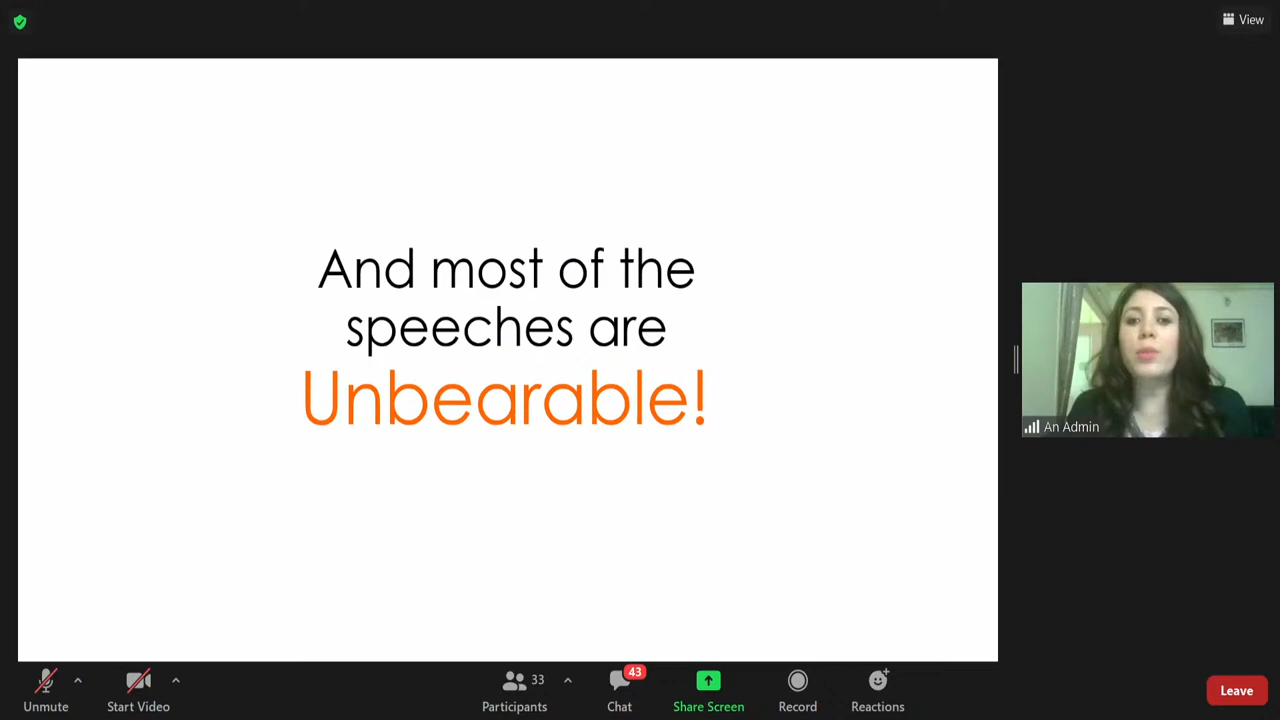 View
And most of the
speeches are
Unbearable!
An Admin
33
43
Unmute
Start Video
Participants
Chat
Share Screen
Record
Reactions
Leave